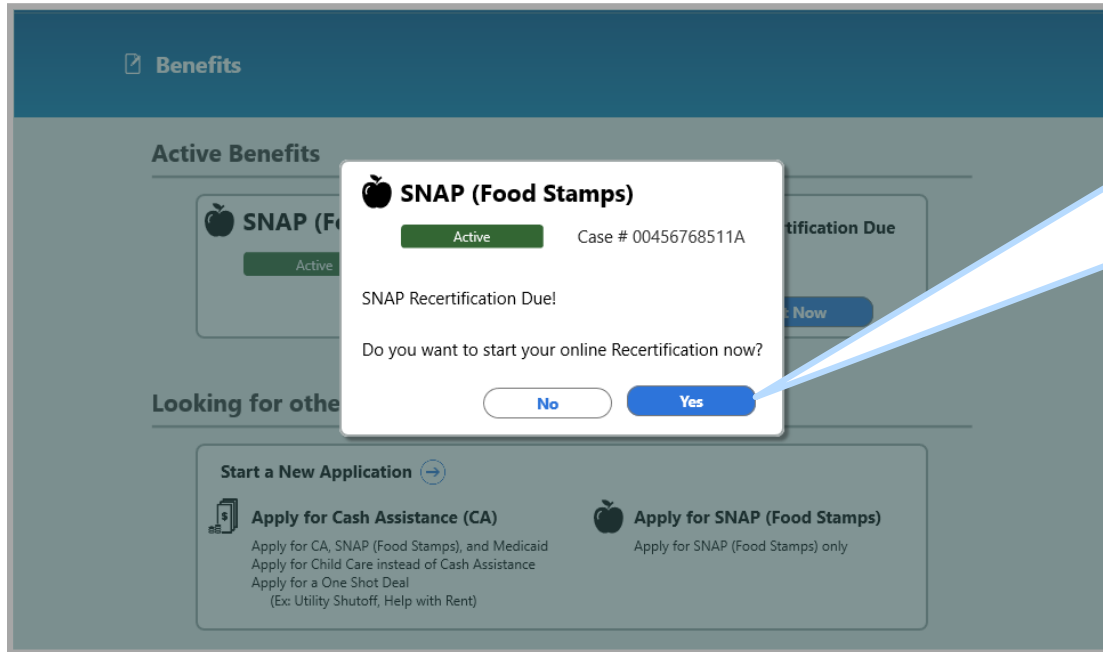 Benefits
Active Benefits
SNAP (Fo
Active
tification Due
t Now
SNAP (Food Stamps)
Active Case # 00456768511A
SNAP Recertification Due!
Do you want to start your online Recertification now?
No Yes
Looking for othe
Start a New Application
Apply for Cash Assistance (CA)
Apply for CA, SNAP (Food Stamps), and Medicaid
Apply for Child Care instead of Cash Assistance
Apply for a One Shot Deal
(Ex: Utility Shutoff, Help with Rent)
Apply for SNAP (Food Stamps)
Apply for SNAP (Food Stamps) only